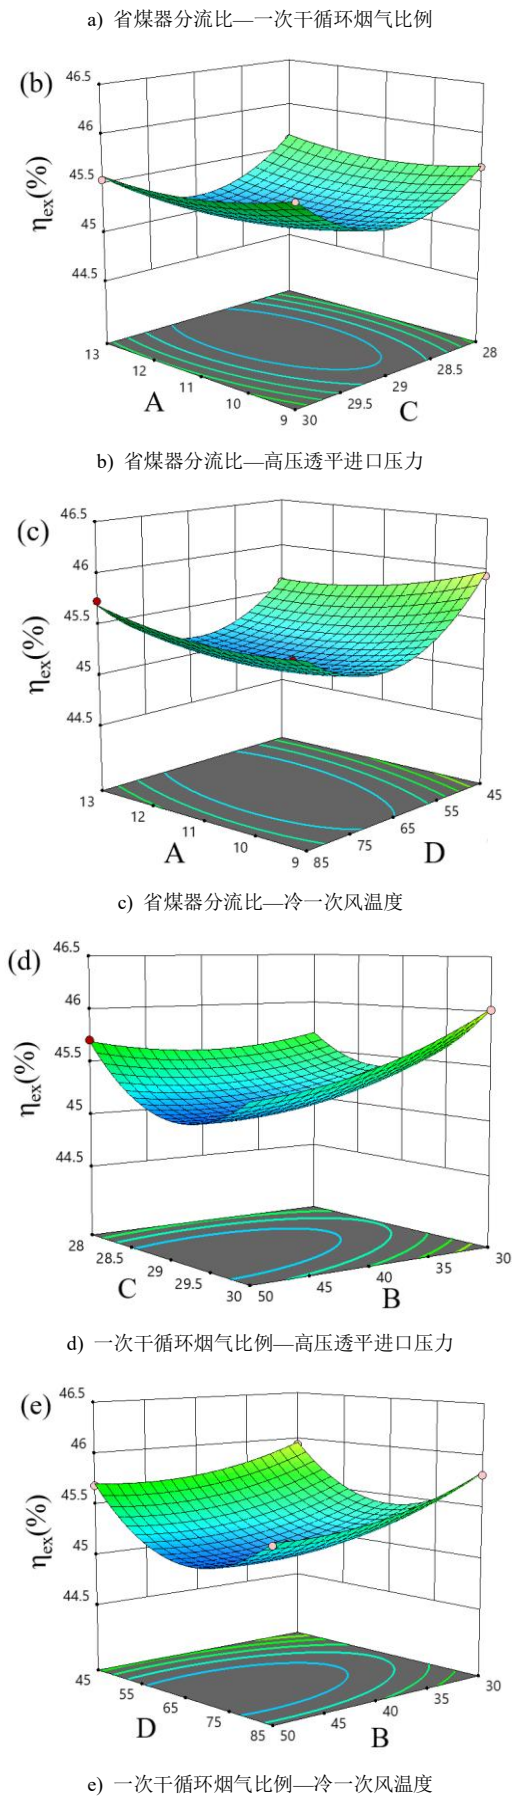 a) 省煤器分流比—一次干循环烟气比例
(b)
46.5
46
45.5
45
44.5
ηex(%)
13
12
11
10
9
A
30
29.5
29
28.5
28
C
b) 省煤器分流比—高压透平进口压力
(c)
46.5
46
45.5
45
44.5
ηex(%)
13
12
11
10
9
A
85
75
65
55
45
D
c) 省煤器分流比—冷一次风温度
(d)
46.5
46
45.5
45
44.5
ηex(%)
28
28.5
29
29.5
30
C
50
45
40
35
30
B
d) 一次干循环烟气比例—高压透平进口压力
(e)
46.5
46
45.5
45
44.5
ηex(%)
45
55
65
75
85
D
50
45
40
35
30
B
e) 一次干循环烟气比例—冷一次风温度